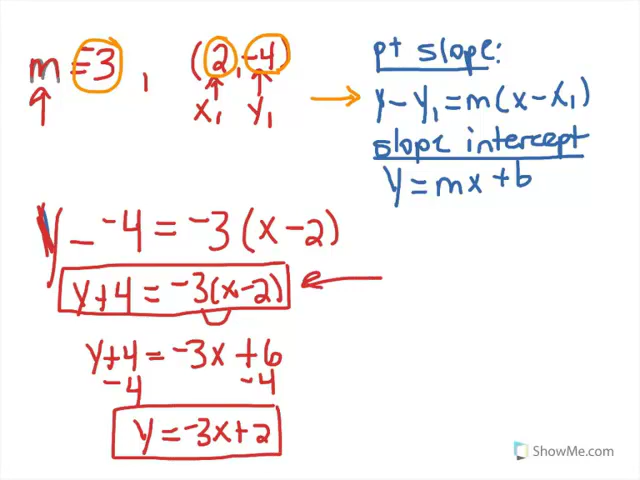 m = -3 , (2, -4)
x₁ y₁
pt slope:
y - y₁ = m(x - x₁)
slope intercept
y = mx + b
y - -4 = -3(x - 2)
y + 4 = -3(x - 2)
y + 4 = -3x + 6
-4 -4
y = -3x + 2
ShowMe.com